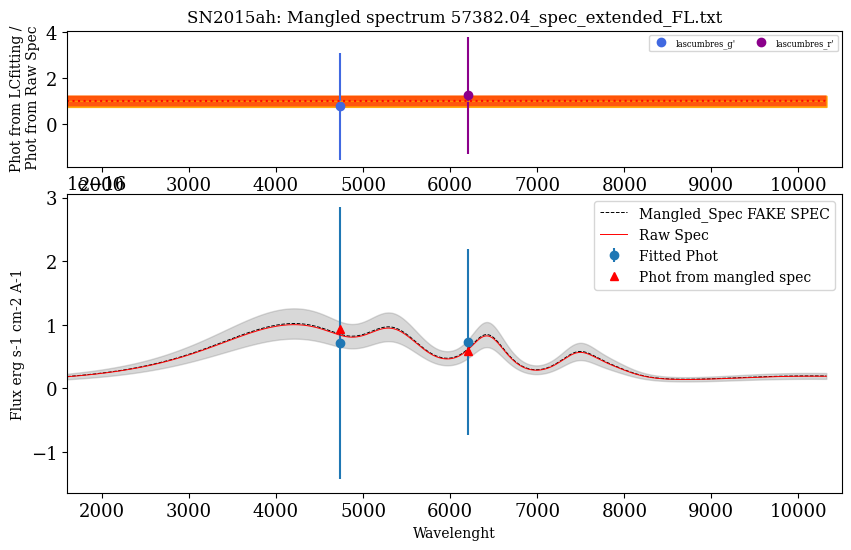 SN2015ah: Mangled spectrum 57382.04_spec_extended_FL.txt
Phot from LCfitting /
Phot from Raw Spec
4
2
0
lascumbres_g'
lascumbres_r'
2000 3000 4000 5000 6000 7000 8000 9000 10000
1e−16
Flux erg s-1 cm-2 A-1
3
2
1
0
−1
Mangled_Spec FAKE SPEC
Raw Spec
Fitted Phot
Phot from mangled spec
2000 3000 4000 5000 6000 7000 8000 9000 10000
Wavelenght